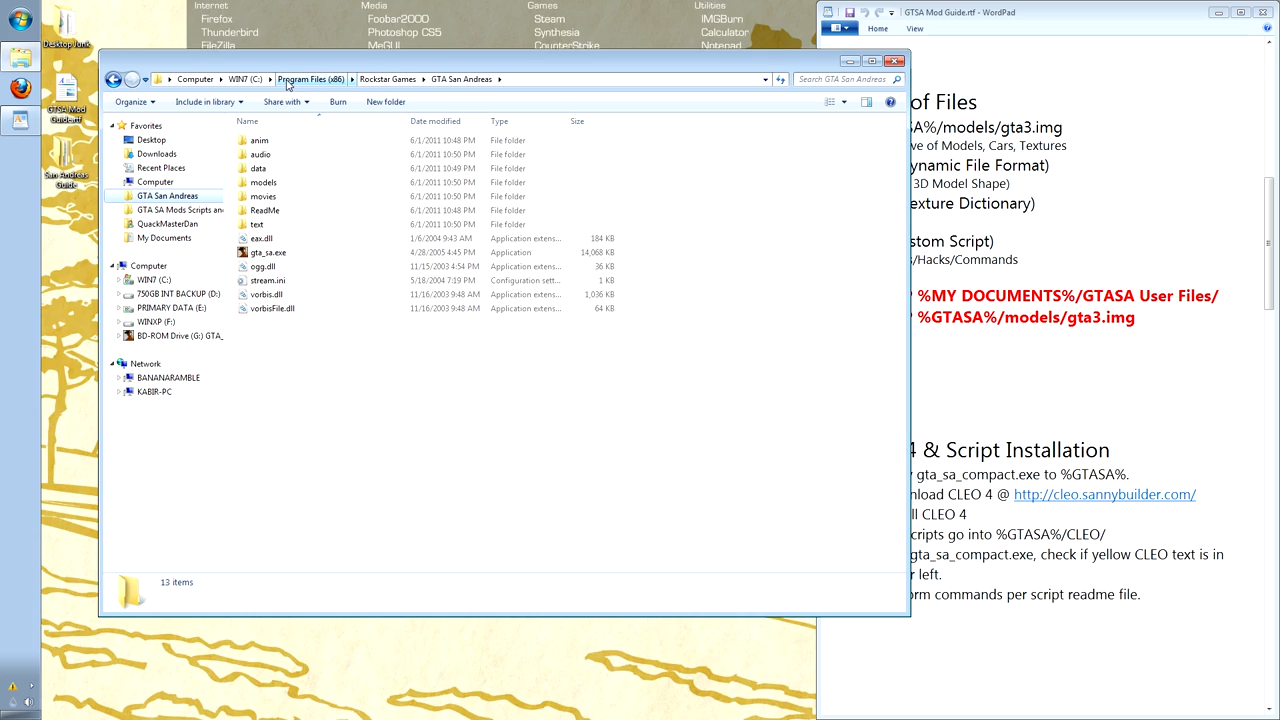 Internet
Media
Games
Utilities
Firefox
Foobar2000
Steam
IMGBurn
Thunderbird
Photoshop CS5
Synthesia
Calculator
FileZilla
MeGUI
CounterStrike
Notepad
Desktop Junk
GTSA Mod
Guide.rtf
San Andreas
Guide
Computer
WIN7 (C:)
Program Files (x86)
Rockstar Games
GTA San Andreas
Search GTA San Andreas
Organize
Include in library
Share with
Burn
New folder
Favorites
Desktop
Downloads
Recent Places
Computer
GTA San Andreas
GTA SA Mods Scripts an
QuackMasterDan
My Documents
Computer
WIN7 (C:)
750GB INT BACKUP (D:)
PRIMARY DATA (E:)
WINXP (F:)
BD-ROM Drive (G:) GTA_
Network
BANANARAMBLE
KABIR-PC
Name Date modified Type Size
anim 6/1/2011 10:48 PM File folder
audio 6/1/2011 10:50 PM File folder
data 6/1/2011 10:49 PM File folder
models 6/1/2011 10:50 PM File folder
movies 6/1/2011 10:50 PM File folder
ReadMe 6/1/2011 10:48 PM File folder
text 6/1/2011 10:50 PM File folder
eax.dll 1/6/2004 9:43 AM Application extens... 184 KB
gta_sa.exe 4/28/2005 4:45 PM Application 14,068 KB
ogg.dll 11/15/2003 4:54 PM Application extens... 36 KB
stream.ini 5/18/2004 7:19 PM Configuration sett... 1 KB
vorbis.dll 11/16/2003 9:48 AM Application extens... 1,036 KB
vorbisFile.dll 11/16/2003 9:48 AM Application extens... 64 KB
13 items
GTSA Mod Guide.rtf - WordPad
Home
View
of Files
A%/models/gta3.img
ve of Models, Cars, Textures
ynamic File Format)
3D Model Shape)
exture Dictionary)
stom Script)
s/Hacks/Commands
%MY DOCUMENTS%/GTASA User Files/
%GTASA%/models/gta3.img
4 & Script Installation
gta_sa_compact.exe to %GTASA%.
nload CLEO 4 @ http://cleo.sannybuilder.com/
ll CLEO 4
cripts go into %GTASA%/CLEO/
gta_sa_compact.exe, check if yellow CLEO text is in
r left.
orm commands per script readme file.